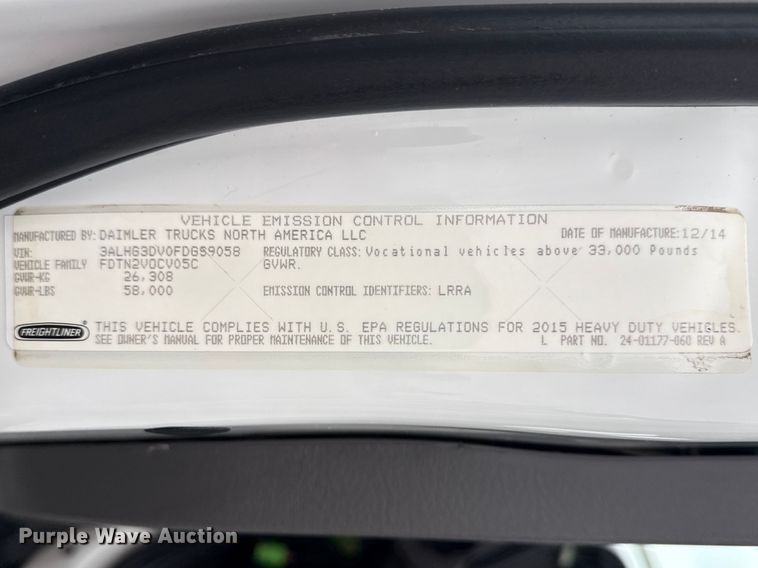 VEHICLE EMISSION CONTROL INFORMATION
MANUFACTURED BY: DAIMLER TRUCKS NORTH AMERICA LLC DATE OF MANUFACTURE: 12/14
VIN: 3ALHG3DV0FDGS9058 REGULATORY CLASS: Vocational vehicles above 33,000 Pounds
VEHICLE FAMILY FDTN2VOCV05C GVWR.
GVWR-KG 26,308
GVWR-LBS 58,000 EMISSION CONTROL IDENTIFIERS: LRRA
FREIGHTLINER THIS VEHICLE COMPLIES WITH U.S. EPA REGULATIONS FOR 2015 HEAVY DUTY VEHICLES.
SEE OWNER'S MANUAL FOR PROPER MAINTENANCE OF THIS VEHICLE. L PART NO. 24-01177-060 REV A
Purple Wave Auction